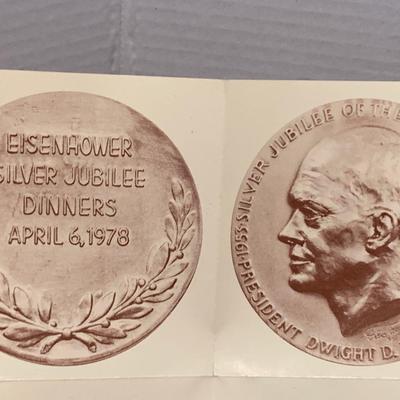 EISENHOWER
SILVER JUBILEE
DINNERS
APRIL 6, 1978
1953 · SILVER JUBILEE OF THE
PRESIDENT DWIGHT D.